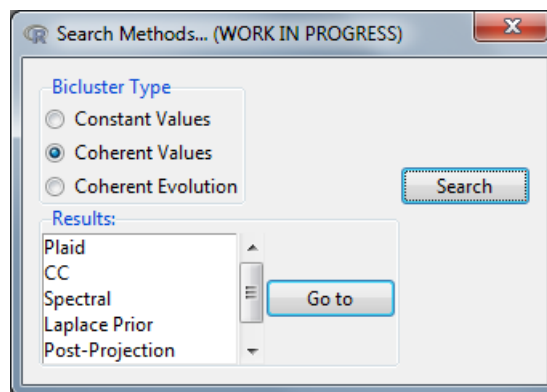 Search Methods... (WORK IN PROGRESS)
Bicluster Type
Constant Values
Coherent Values
Coherent Evolution
Search
Results:
Plaid
CC
Spectral
Laplace Prior
Post-Projection
Go to